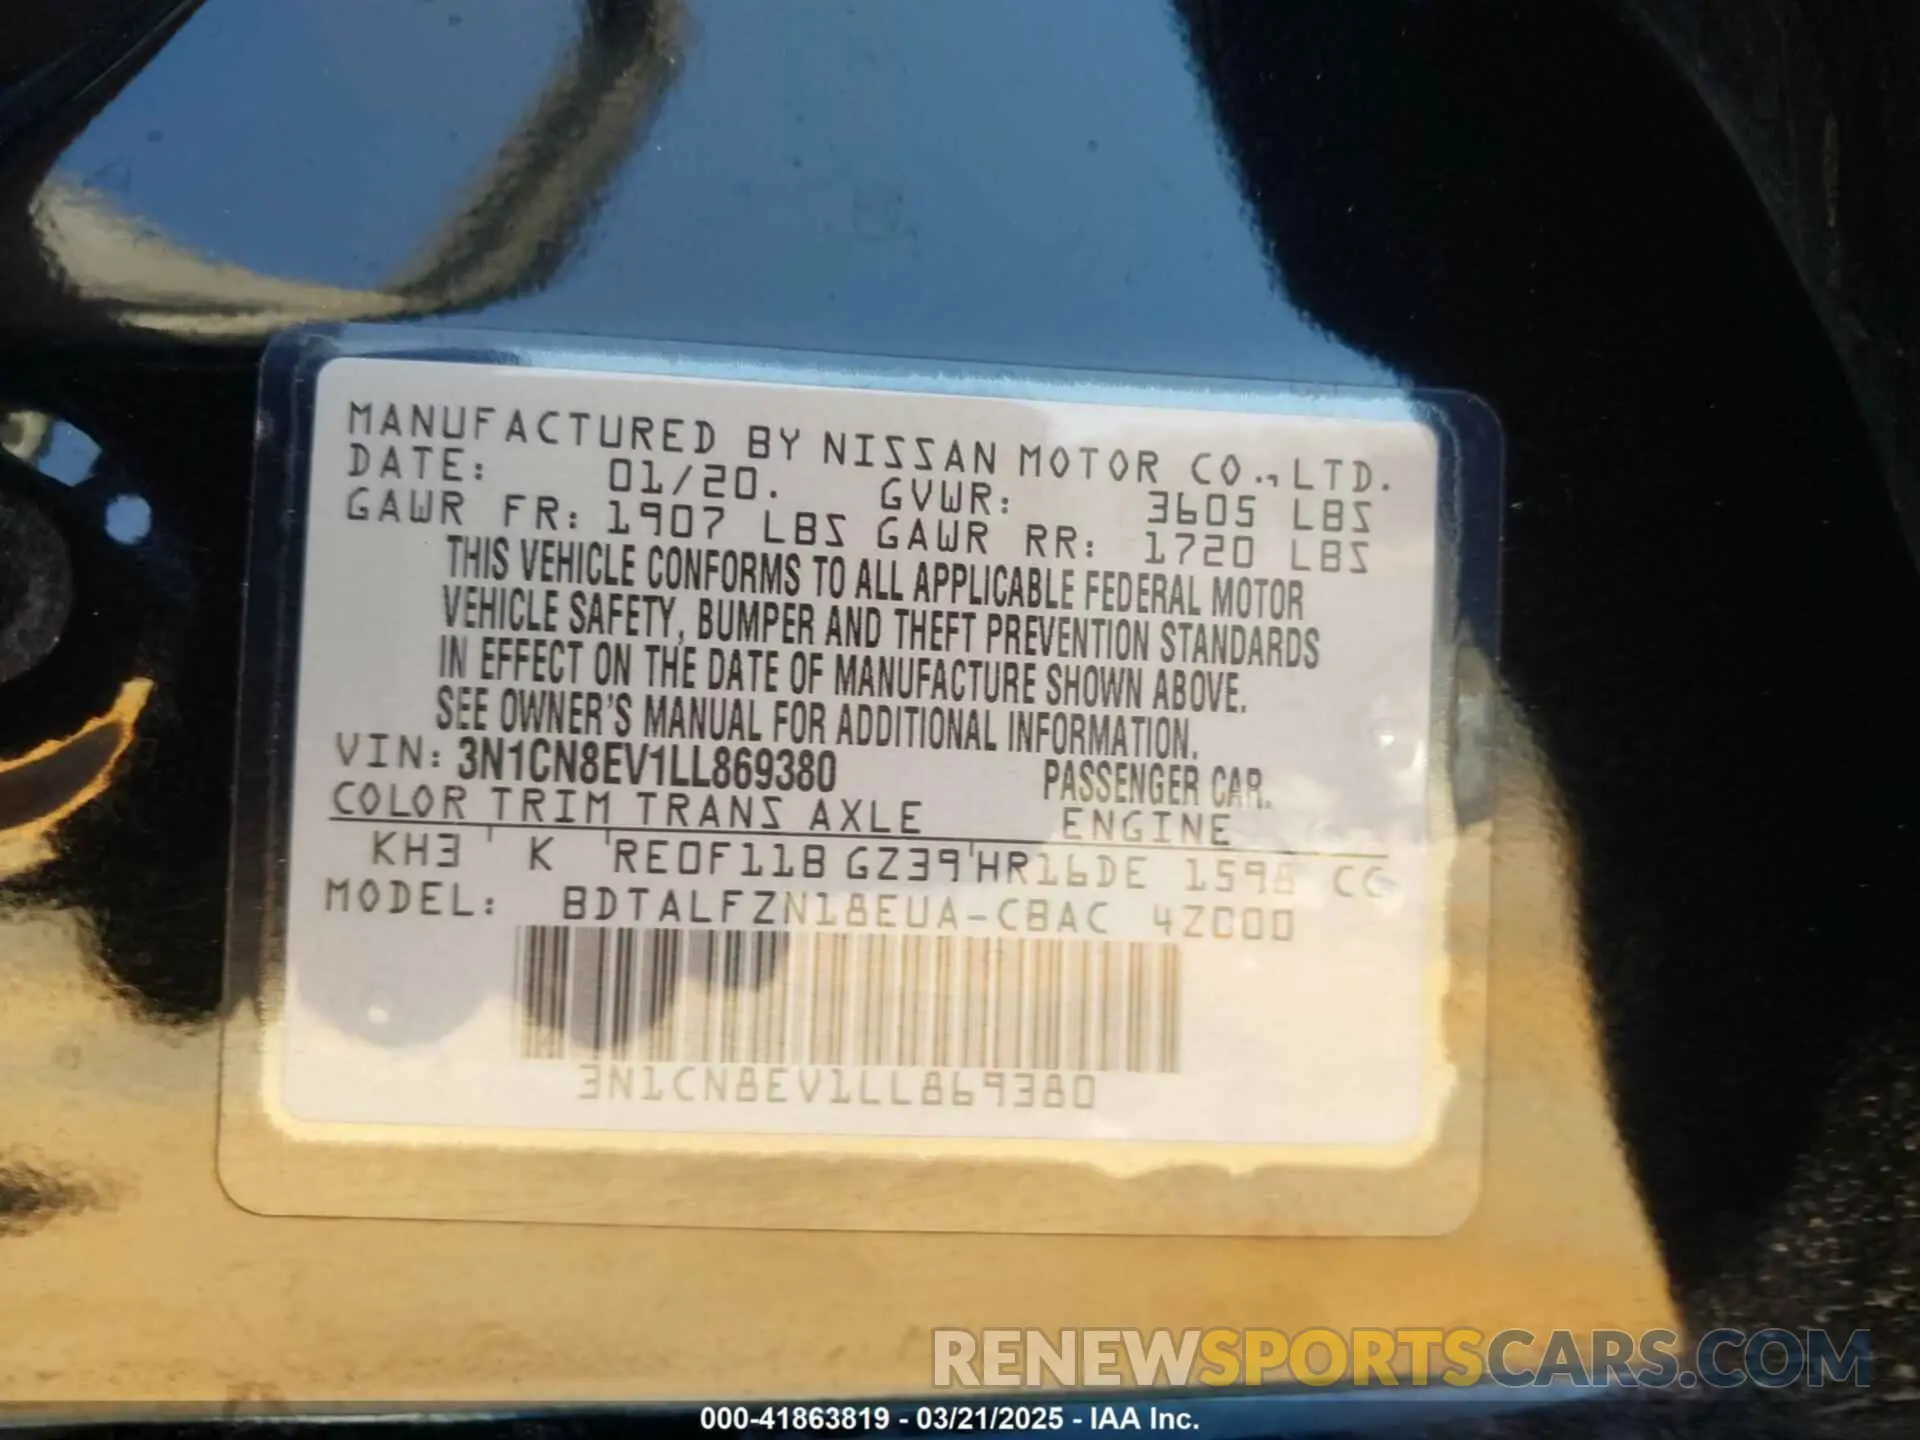 MANUFACTURED BY NISSAN MOTOR CO., LTD.
DATE: 01/20. GVWR: 3605 LBS
GAWR FR: 1907 LBS GAWR RR: 1720 LBS
THIS VEHICLE CONFORMS TO ALL APPLICABLE FEDERAL MOTOR
VEHICLE SAFETY, BUMPER AND THEFT PREVENTION STANDARDS
IN EFFECT ON THE DATE OF MANUFACTURE SHOWN ABOVE.
SEE OWNER'S MANUAL FOR ADDITIONAL INFORMATION.
VIN: 3N1CN8EV1LL869380 PASSENGER CAR.
COLOR TRIM TRANS AXLE ENGINE
KH3 ' K ' RE0F11B GZ39 ' HR16DE 1598 CC
MODEL: BDTALFZN18EUA-CBAC 4ZC00
3N1CN8EV1LL869380
RENEWSPORTSCARS.COM
000-41863819 - 03/21/2025 - IAA Inc.